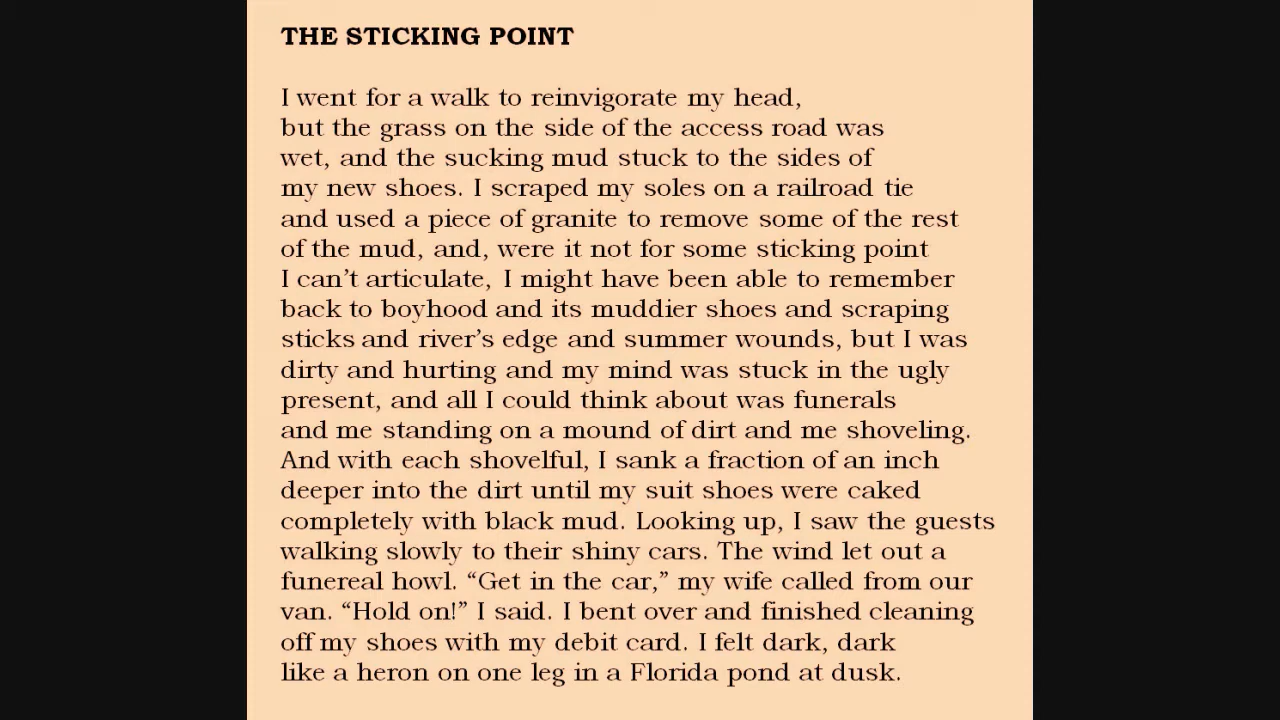 THE STICKING POINT
I went for a walk to reinvigorate my head,
but the grass on the side of the access road was
wet, and the sucking mud stuck to the sides of
my new shoes. I scraped my soles on a railroad tie
and used a piece of granite to remove some of the rest
of the mud, and, were it not for some sticking point
I can’t articulate, I might have been able to remember
back to boyhood and its muddier shoes and scraping
sticks and river’s edge and summer wounds, but I was
dirty and hurting and my mind was stuck in the ugly
present, and all I could think about was funerals
and me standing on a mound of dirt and me shoveling.
And with each shovelful, I sank a fraction of an inch
deeper into the dirt until my suit shoes were caked
completely with black mud. Looking up, I saw the guests
walking slowly to their shiny cars. The wind let out a
funereal howl. “Get in the car,” my wife called from our
van. “Hold on!” I said. I bent over and finished cleaning
off my shoes with my debit card. I felt dark, dark
like a heron on one leg in a Florida pond at dusk.